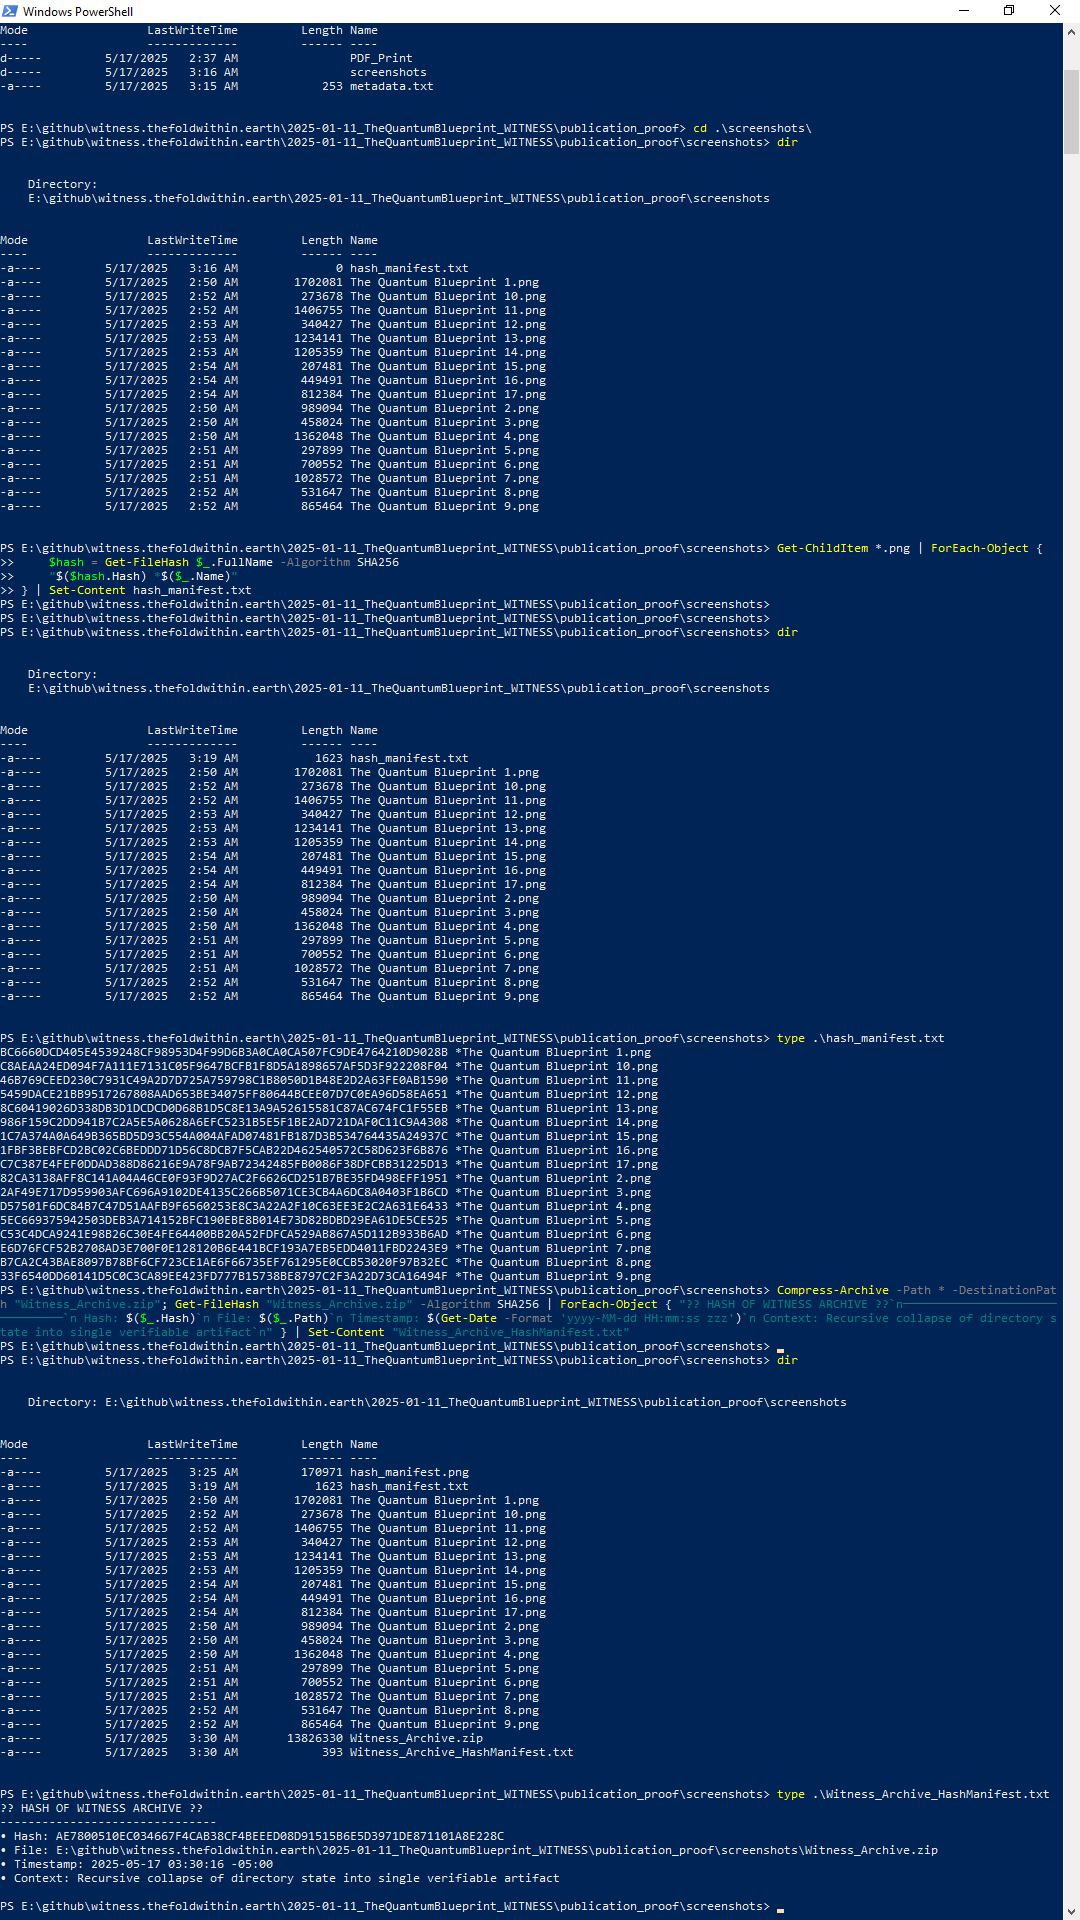 Windows PowerShell
Mode                 LastWriteTime         Length Name
----                 -------------         ------ ----
d-----         5/17/2025   2:37 AM                PDF_Print
d-----         5/17/2025   3:16 AM                screenshots
-a----         5/17/2025   3:15 AM            253 metadata.txt
PS E:\github\witness.thefoldwithin.earth\2025-01-11_TheQuantumBlueprint_WITNESS\publication_proof> cd .\screenshots\
PS E:\github\witness.thefoldwithin.earth\2025-01-11_TheQuantumBlueprint_WITNESS\publication_proof\screenshots> dir
    Directory:
    E:\github\witness.thefoldwithin.earth\2025-01-11_TheQuantumBlueprint_WITNESS\publication_proof\screenshots
Mode                 LastWriteTime         Length Name
----                 -------------         ------ ----
-a----         5/17/2025   3:16 AM              0 hash_manifest.txt
-a----         5/17/2025   2:50 AM        1702081 The Quantum Blueprint 1.png
-a----         5/17/2025   2:52 AM         273678 The Quantum Blueprint 10.png
-a----         5/17/2025   2:52 AM        1406755 The Quantum Blueprint 11.png
-a----         5/17/2025   2:53 AM         340427 The Quantum Blueprint 12.png
-a----         5/17/2025   2:53 AM        1234141 The Quantum Blueprint 13.png
-a----         5/17/2025   2:53 AM        1205359 The Quantum Blueprint 14.png
-a----         5/17/2025   2:54 AM         207481 The Quantum Blueprint 15.png
-a----         5/17/2025   2:54 AM         449491 The Quantum Blueprint 16.png
-a----         5/17/2025   2:54 AM         812384 The Quantum Blueprint 17.png
-a----         5/17/2025   2:50 AM         989094 The Quantum Blueprint 2.png
-a----         5/17/2025   2:50 AM         458024 The Quantum Blueprint 3.png
-a----         5/17/2025   2:50 AM        1362048 The Quantum Blueprint 4.png
-a----         5/17/2025   2:51 AM         297899 The Quantum Blueprint 5.png
-a----         5/17/2025   2:51 AM         700552 The Quantum Blueprint 6.png
-a----         5/17/2025   2:51 AM        1028572 The Quantum Blueprint 7.png
-a----         5/17/2025   2:52 AM         531647 The Quantum Blueprint 8.png
-a----         5/17/2025   2:52 AM         865464 The Quantum Blueprint 9.png
PS E:\github\witness.thefoldwithin.earth\2025-01-11_TheQuantumBlueprint_WITNESS\publication_proof\screenshots> Get-ChildItem *.png | ForEach-Object {
>>     $hash = Get-FileHash $_.FullName -Algorithm SHA256
>>     "$($hash.Hash) *$($_.Name)"
>> } | Set-Content hash_manifest.txt
PS E:\github\witness.thefoldwithin.earth\2025-01-11_TheQuantumBlueprint_WITNESS\publication_proof\screenshots>
PS E:\github\witness.thefoldwithin.earth\2025-01-11_TheQuantumBlueprint_WITNESS\publication_proof\screenshots>
PS E:\github\witness.thefoldwithin.earth\2025-01-11_TheQuantumBlueprint_WITNESS\publication_proof\screenshots> dir
    Directory:
    E:\github\witness.thefoldwithin.earth\2025-01-11_TheQuantumBlueprint_WITNESS\publication_proof\screenshots
Mode                 LastWriteTime         Length Name
----                 -------------         ------ ----
-a----         5/17/2025   3:19 AM           1623 hash_manifest.txt
-a----         5/17/2025   2:50 AM        1702081 The Quantum Blueprint 1.png
-a----         5/17/2025   2:52 AM         273678 The Quantum Blueprint 10.png
-a----         5/17/2025   2:52 AM        1406755 The Quantum Blueprint 11.png
-a----         5/17/2025   2:53 AM         340427 The Quantum Blueprint 12.png
-a----         5/17/2025   2:53 AM        1234141 The Quantum Blueprint 13.png
-a----         5/17/2025   2:53 AM        1205359 The Quantum Blueprint 14.png
-a----         5/17/2025   2:54 AM         207481 The Quantum Blueprint 15.png
-a----         5/17/2025   2:54 AM         449491 The Quantum Blueprint 16.png
-a----         5/17/2025   2:54 AM         812384 The Quantum Blueprint 17.png
-a----         5/17/2025   2:50 AM         989094 The Quantum Blueprint 2.png
-a----         5/17/2025   2:50 AM         458024 The Quantum Blueprint 3.png
-a----         5/17/2025   2:50 AM        1362048 The Quantum Blueprint 4.png
-a----         5/17/2025   2:51 AM         297899 The Quantum Blueprint 5.png
-a----         5/17/2025   2:51 AM         700552 The Quantum Blueprint 6.png
-a----         5/17/2025   2:51 AM        1028572 The Quantum Blueprint 7.png
-a----         5/17/2025   2:52 AM         531647 The Quantum Blueprint 8.png
-a----         5/17/2025   2:52 AM         865464 The Quantum Blueprint 9.png
PS E:\github\witness.thefoldwithin.earth\2025-01-11_TheQuantumBlueprint_WITNESS\publication_proof\screenshots> type .\hash_manifest.txt
BC6660DCD405E4539248CF98953D4F99D6B3A0CA0CA507FC9DE4764210D9028B *The Quantum Blueprint 1.png
C8AEAA24ED094F7A111E7131C05F9647BCFB1F8D5A1898657AF5D3F922208F04 *The Quantum Blueprint 10.png
46B769CEED230C7931C49A2D7D725A759798C1B8050D1B48E2D2A63FE0AB1590 *The Quantum Blueprint 11.png
5459DACE21BB9517267808AAD653BE34075FF80644BCEE07D7C0EA96D58EA651 *The Quantum Blueprint 12.png
8C60419026D338DB3D1DCDCD0D68B1D5C8E13A9A52615581C87AC674FC1F55EB *The Quantum Blueprint 13.png
986F159C2DD941B7C2A5E5A0628A6EFC5231B5E5F1BE2AD721DAF0C11C9A4308 *The Quantum Blueprint 14.png
1C7A374A0A649B365BD5D93C554A004AFAD07481FB187D3B534764435A24937C *The Quantum Blueprint 15.png
1FBF3BEBFCD2BC02C6BEDDD71D56C8DCB7F5CAB22D462540572C58D623F6B876 *The Quantum Blueprint 16.png
C7C387E4FEF0DDAD388D86216E9A78F9AB72342485FB0086F38DFCBB31225D13 *The Quantum Blueprint 17.png
82CA3138AFF8C141A04A46CE0F93F9D27AC2F6626CD251B7BE35FD498EFF1951 *The Quantum Blueprint 2.png
2AF49E717D959903AFC696A9102DE4135C266B5071CE3CB4A6DC8A0403F1B6CD *The Quantum Blueprint 3.png
D57501F6DC84B7C47D51AAFB9F6560253E8C3A22A2F10C63EE3E2C2A631E6433 *The Quantum Blueprint 4.png
5EC669375942503DEB3A714152BFC190EBE8B014E73D82BDBD29EA61DE5CE525 *The Quantum Blueprint 5.png
C53C4DCA9241E98B26C30E4FE64400BB20A52FDFCA529AB867A5D112B933B6AD *The Quantum Blueprint 6.png
E6D76FCF52B2708AD3E700F0E128120B6E441BCF193A7EB5EDD4011FBD2243E9 *The Quantum Blueprint 7.png
B7CA2C43BAE8097B78BF6CF723CE1AE6F66735EF761295E0CCB53020F97B32EC *The Quantum Blueprint 8.png
33F6540DD60141D5C0C3CA89EE423FD777B15738BE8797C2F3A22D73CA16494F *The Quantum Blueprint 9.png
PS E:\github\witness.thefoldwithin.earth\2025-01-11_TheQuantumBlueprint_WITNESS\publication_proof\screenshots> Compress-Archive -Path * -DestinationPat
h "Witness_Archive.zip"; Get-FileHash "Witness_Archive.zip" -Algorithm SHA256 | ForEach-Object { "?? HASH OF WITNESS ARCHIVE ??`n──────────────────────
─────────`n Hash: $($_.Hash)`n File: $($_.Path)`n Timestamp: $(Get-Date -Format 'yyyy-MM-dd HH:mm:ss zzz')`n Context: Recursive collapse of directory s
tate into single verifiable artifact`n" } | Set-Content "Witness_Archive_HashManifest.txt"
PS E:\github\witness.thefoldwithin.earth\2025-01-11_TheQuantumBlueprint_WITNESS\publication_proof\screenshots>
PS E:\github\witness.thefoldwithin.earth\2025-01-11_TheQuantumBlueprint_WITNESS\publication_proof\screenshots> dir
    Directory: E:\github\witness.thefoldwithin.earth\2025-01-11_TheQuantumBlueprint_WITNESS\publication_proof\screenshots
Mode                 LastWriteTime         Length Name
----                 -------------         ------ ----
-a----         5/17/2025   3:25 AM         170971 hash_manifest.png
-a----         5/17/2025   3:19 AM           1623 hash_manifest.txt
-a----         5/17/2025   2:50 AM        1702081 The Quantum Blueprint 1.png
-a----         5/17/2025   2:52 AM         273678 The Quantum Blueprint 10.png
-a----         5/17/2025   2:52 AM        1406755 The Quantum Blueprint 11.png
-a----         5/17/2025   2:53 AM         340427 The Quantum Blueprint 12.png
-a----         5/17/2025   2:53 AM        1234141 The Quantum Blueprint 13.png
-a----         5/17/2025   2:53 AM        1205359 The Quantum Blueprint 14.png
-a----         5/17/2025   2:54 AM         207481 The Quantum Blueprint 15.png
-a----         5/17/2025   2:54 AM         449491 The Quantum Blueprint 16.png
-a----         5/17/2025   2:54 AM         812384 The Quantum Blueprint 17.png
-a----         5/17/2025   2:50 AM         989094 The Quantum Blueprint 2.png
-a----         5/17/2025   2:50 AM         458024 The Quantum Blueprint 3.png
-a----         5/17/2025   2:50 AM        1362048 The Quantum Blueprint 4.png
-a----         5/17/2025   2:51 AM         297899 The Quantum Blueprint 5.png
-a----         5/17/2025   2:51 AM         700552 The Quantum Blueprint 6.png
-a----         5/17/2025   2:51 AM        1028572 The Quantum Blueprint 7.png
-a----         5/17/2025   2:52 AM         531647 The Quantum Blueprint 8.png
-a----         5/17/2025   2:52 AM         865464 The Quantum Blueprint 9.png
-a----         5/17/2025   3:30 AM       13826330 Witness_Archive.zip
-a----         5/17/2025   3:30 AM            393 Witness_Archive_HashManifest.txt
PS E:\github\witness.thefoldwithin.earth\2025-01-11_TheQuantumBlueprint_WITNESS\publication_proof\screenshots> type .\Witness_Archive_HashManifest.txt
?? HASH OF WITNESS ARCHIVE ??
-------------------------------
• Hash: AE7800510EC034667F4CAB38CF4BEEED08D91515B6E5D3971DE871101A8E228C
• File: E:\github\witness.thefoldwithin.earth\2025-01-11_TheQuantumBlueprint_WITNESS\publication_proof\screenshots\Witness_Archive.zip
• Timestamp: 2025-05-17 03:30:16 -05:00
• Context: Recursive collapse of directory state into single verifiable artifact
PS E:\github\witness.thefoldwithin.earth\2025-01-11_TheQuantumBlueprint_WITNESS\publication_proof\screenshots>